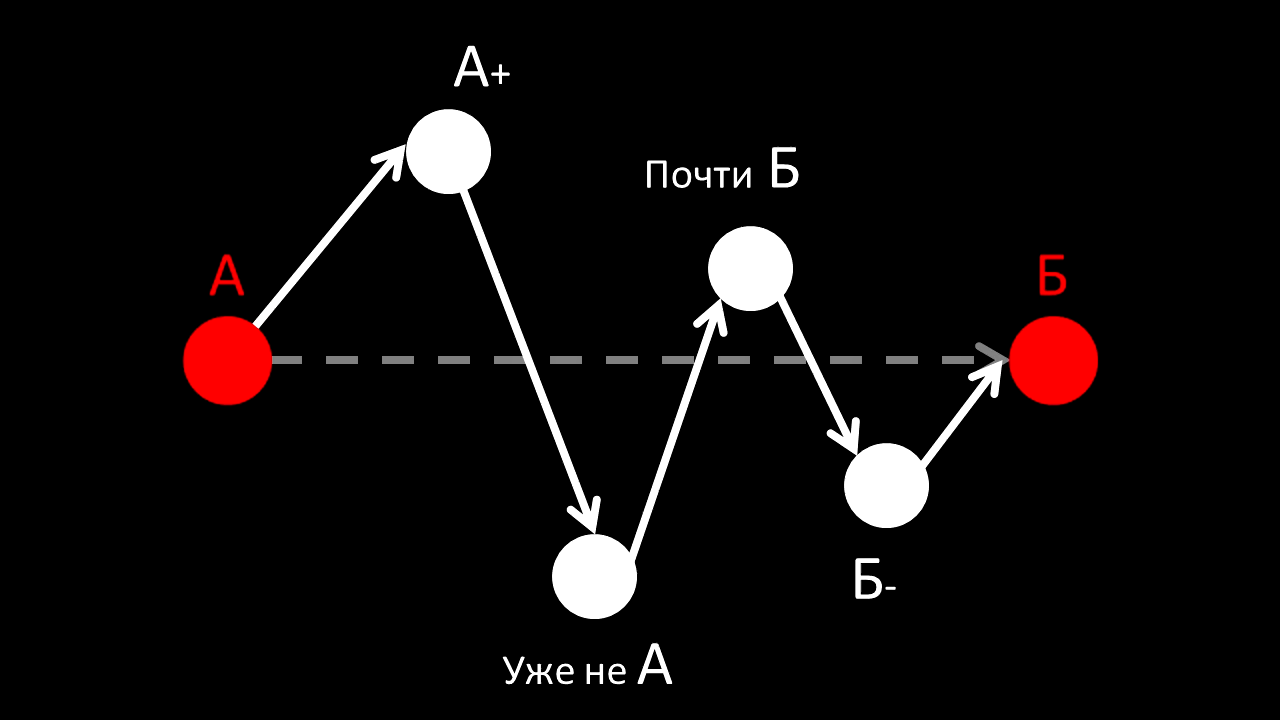 А+
Почти Б
А
Б
Б-
Уже не А